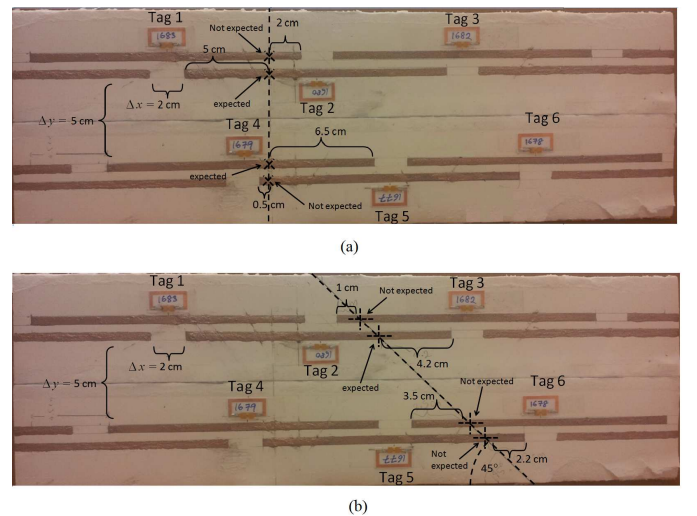 Tag 1
2 cm
Tag 3
Not expected
1683
1682
5 cm
1680
expected
Δx = 2 cm
Tag 2
Δy = 5 cm
Tag 4
Tag 6
6.5 cm
1679
1678
expected
0.5 cm
Not expected
1677
Tag 5
(a)
Tag 1
1 cm
Not expected
Tag 3
1683
1682
1680
Δx = 2 cm
Tag 2
4.2 cm
Δy = 5 cm
expected
Tag 4
3.5 cm
Not expected
Tag 6
1679
1678
Not
expected
1677
45°
2.2 cm
Tag 5
(b)